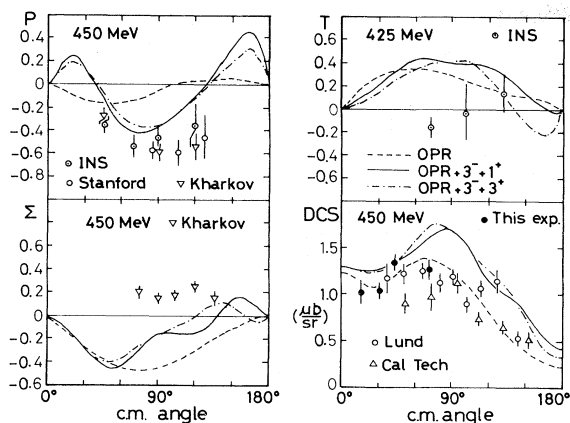 P
450 MeV
0.4
0.2
0
-0.2
-0.4
-0.6
INS
Stanford
Kharkov
Σ
450 MeV
Kharkov
0.4
0.2
0
-0.2
-0.4
-0.6
0°
90°
180°
c.m. angle
T
425 MeV
INS
0.6
0.4
0.2
0
-0.2
-0.4
OPR
OPR+3⁻+1⁺
OPR+3⁻+3⁺
DCS
450 MeV
This exp.
1.5
1.0
(μb/sr)
0.5
0
Lund
Cal Tech
0°
90°
180°
c.m. angle